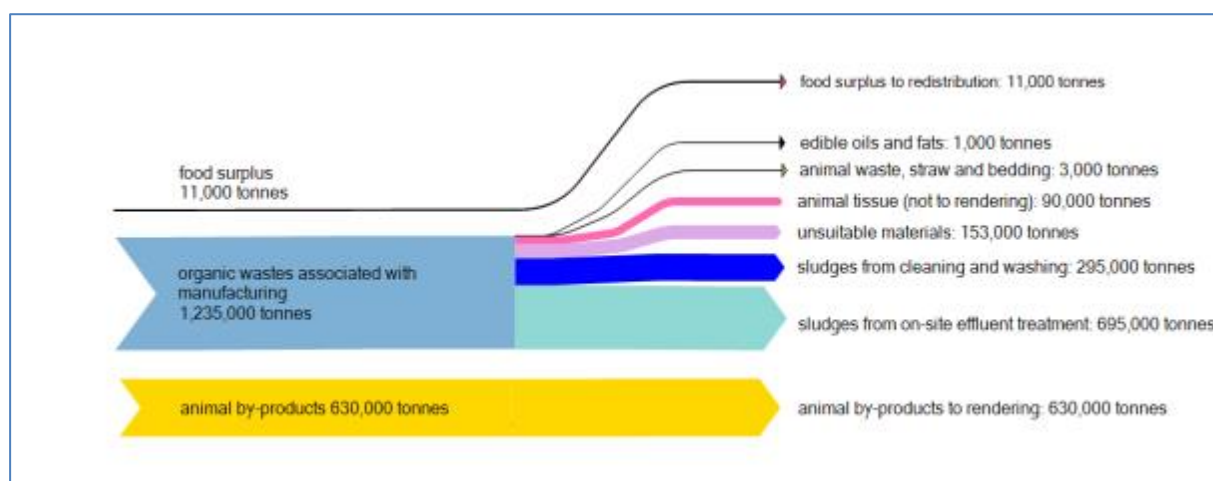 food surplus to redistribution: 11,000 tonnes
edible oils and fats: 1,000 tonnes
food surplus
11,000 tonnes
animal waste, straw and bedding: 3,000 tonnes
animal tissue (not to rendering): 90,000 tonnes
unsuitable materials: 153,000 tonnes
organic wastes associated with
manufacturing
1,235,000 tonnes
sludges from cleaning and washing: 295,000 tonnes
sludges from on-site effluent treatment: 695,000 tonnes
animal by-products 630,000 tonnes
animal by-products to rendering: 630,000 tonnes